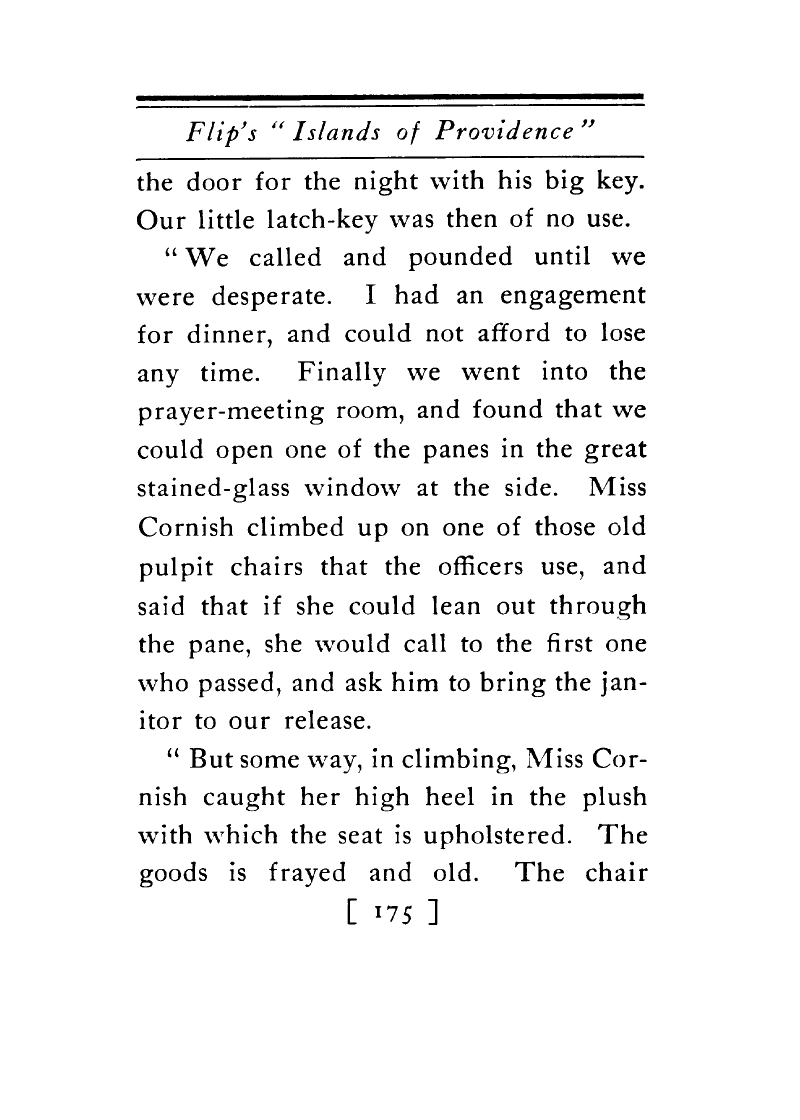 Flip's “Islands of Providence”
the door for the night with his big key.
Our little latch-key was then of no use.
“We called and pounded until we
were desperate. I had an engagement
for dinner, and could not afford to lose
any time. Finally we went into the
prayer-meeting room, and found that we
could open one of the panes in the great
stained-glass window at the side. Miss
Cornish climbed up on one of those old
pulpit chairs that the officers use, and
said that if she could lean out through
the pane, she would call to the first one
who passed, and ask him to bring the jan-
itor to our release.
“But some way, in climbing, Miss Cor-
nish caught her high heel in the plush
with which the seat is upholstered. The
goods is frayed and old. The chair
[ 175 ]